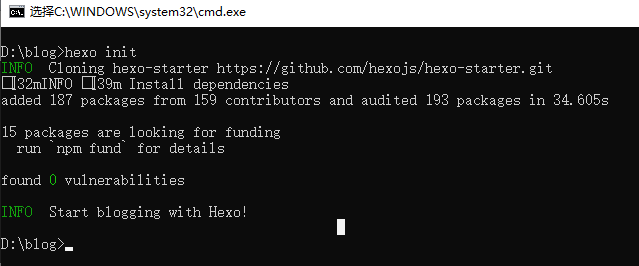 选择C:\WINDOWS\system32\cmd.exe
D:\blog>hexo init
INFO  Cloning hexo-starter https://github.com/hexojs/hexo-starter.git
□[32mINFO □[39m Install dependencies
added 187 packages from 159 contributors and audited 193 packages in 34.605s
15 packages are looking for funding
  run `npm fund` for details
found 0 vulnerabilities
INFO  Start blogging with Hexo!
D:\blog>